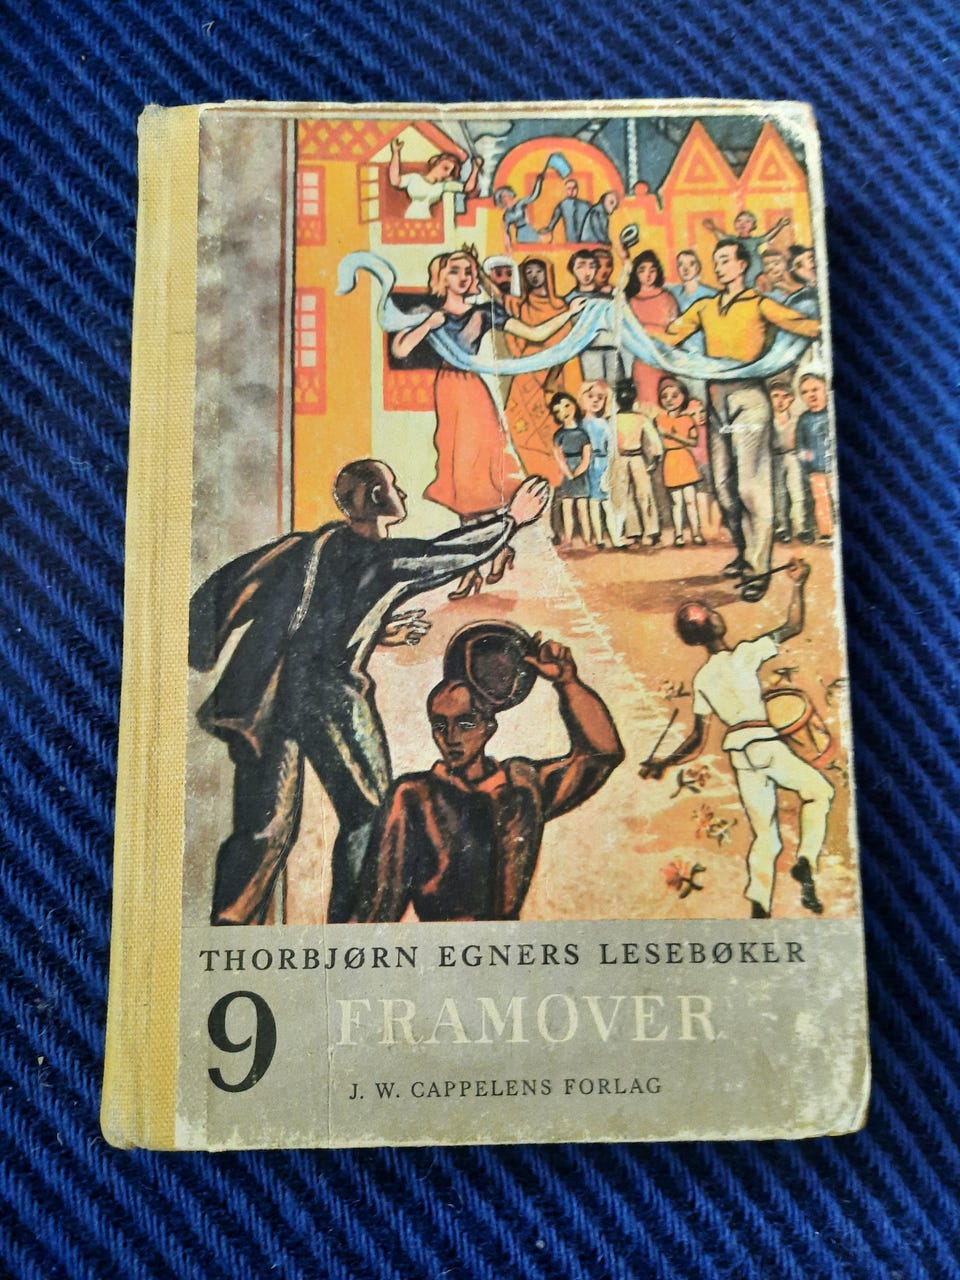 THORBJØRN EGNERS LESEBØKER
9 FRAMOVER
J. W. CAPPELENS FORLAG